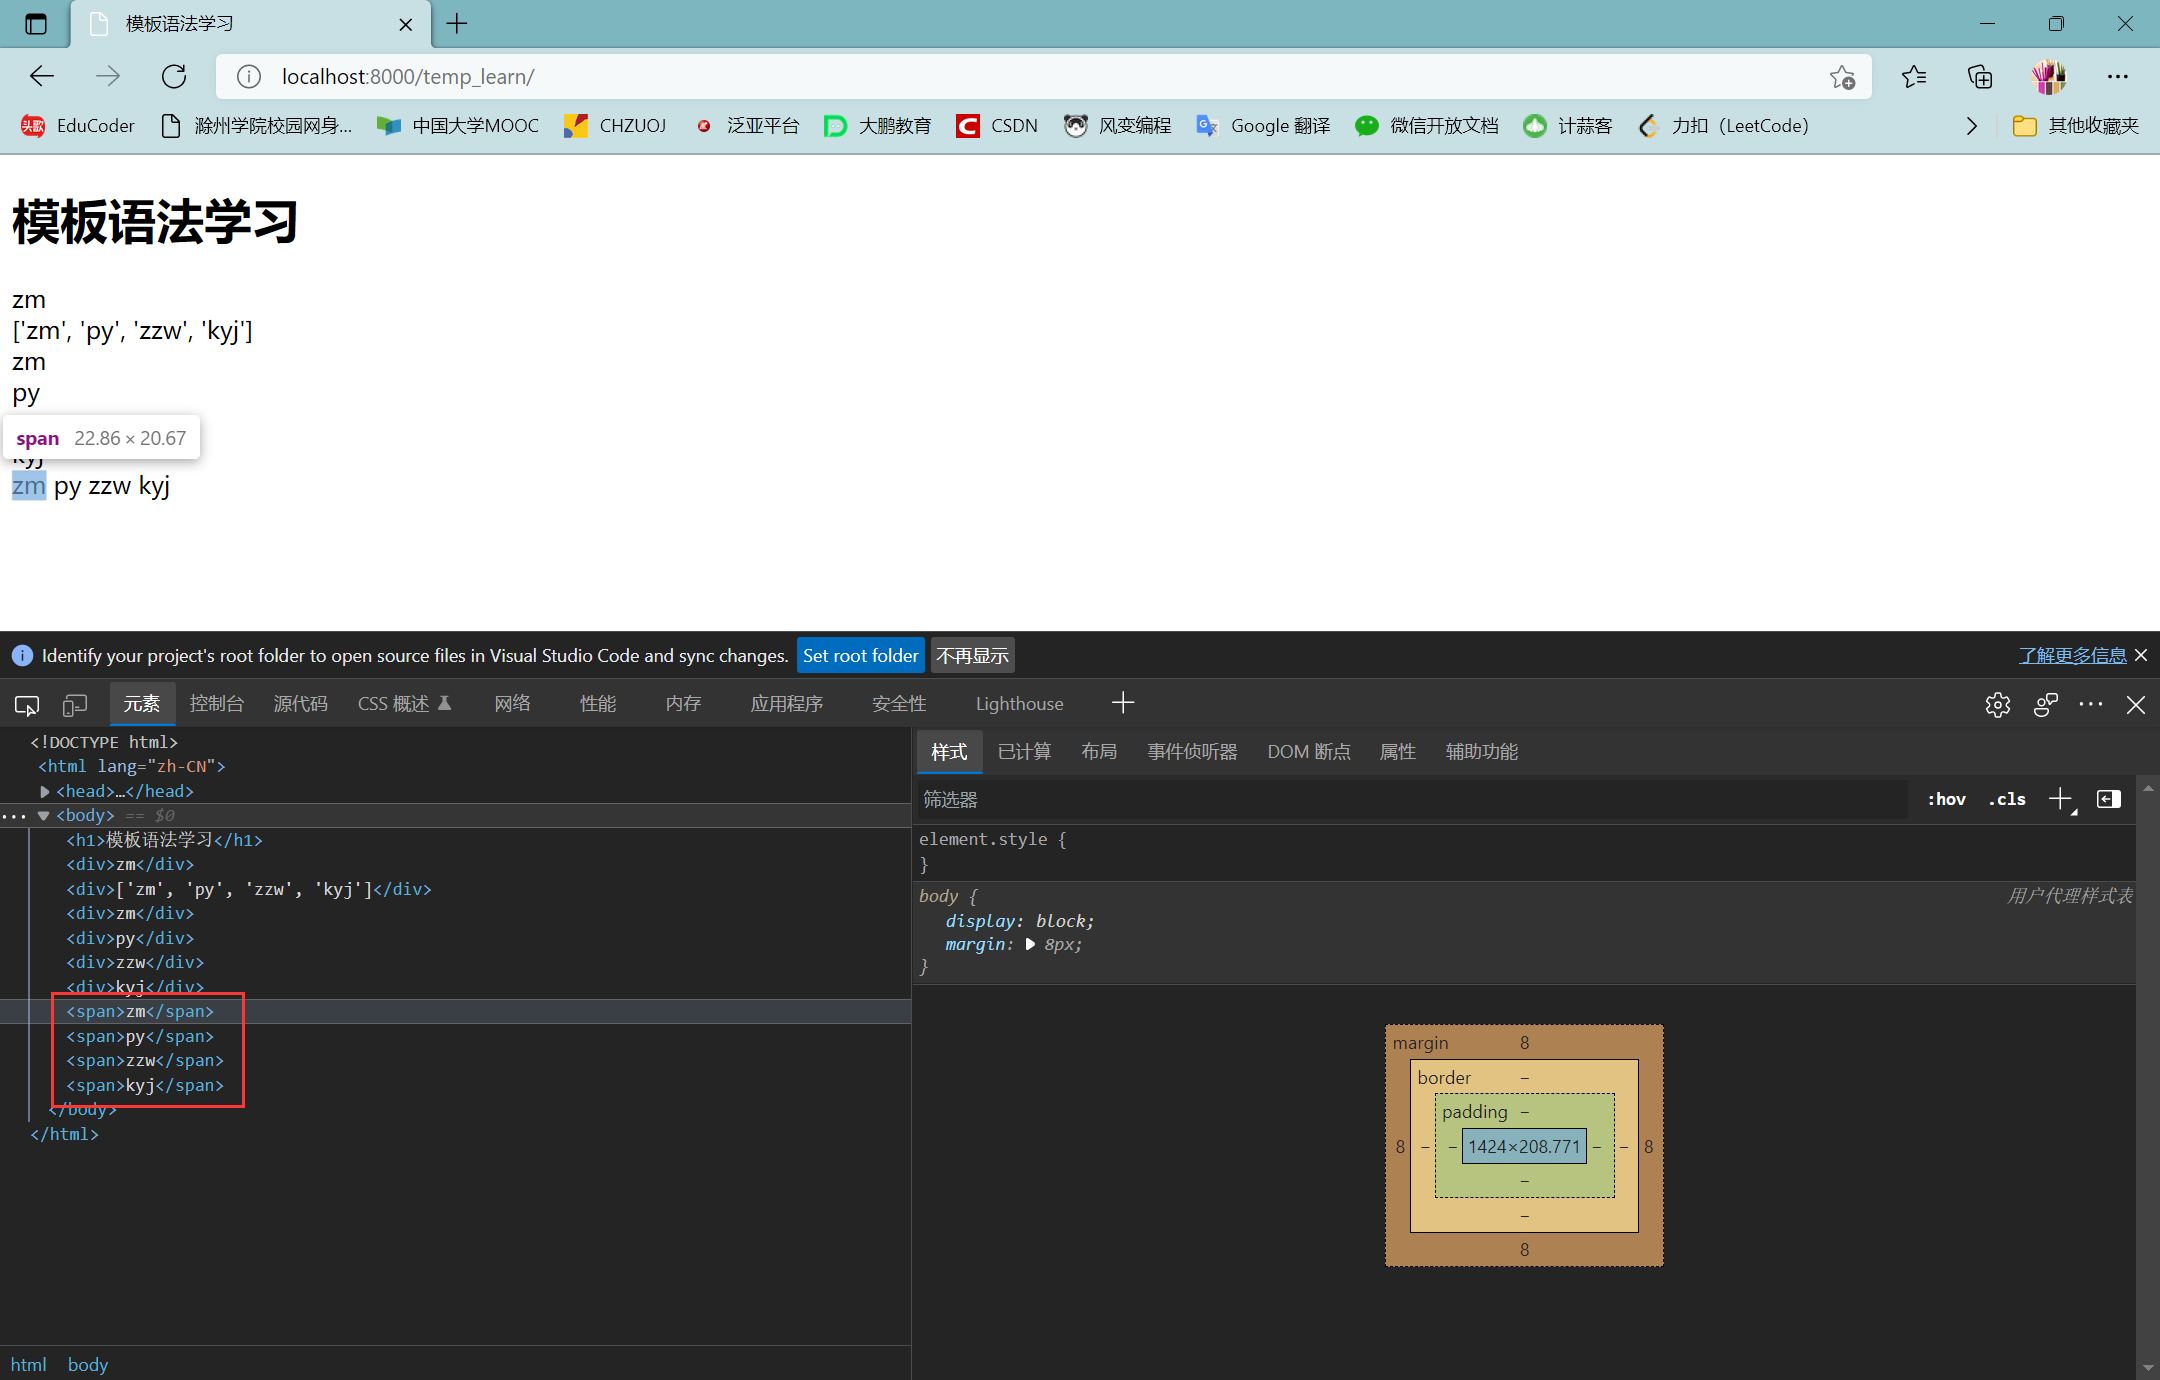 模板语法学习
localhost:8000/temp_learn/
头歌 EduCoder 滁州学院校园网身... 中国大学MOOC CHZUOJ 泛亚平台 大鹏教育 CSDN 风变编程 Google 翻译 微信开放文档 计蒜客 力扣（LeetCode） 其他收藏夹
模板语法学习
zm
['zm', 'py', 'zzw', 'kyj']
zm
py
span 22.86 × 20.67
kyj
zm py zzw kyj
Identify your project's root folder to open source files in Visual Studio Code and sync changes. Set root folder 不再显示 了解更多信息
元素 控制台 源代码 CSS 概述 网络 性能 内存 应用程序 安全性 Lighthouse
<!DOCTYPE html>
<html lang="zh-CN">
<head>…</head>
<body> == $0
<h1>模板语法学习</h1>
<div>zm</div>
<div>['zm', 'py', 'zzw', 'kyj']</div>
<div>zm</div>
<div>py</div>
<div>zzw</div>
<div>kyj</div>
<span>zm</span>
<span>py</span>
<span>zzw</span>
<span>kyj</span>
</body>
</html>
html body
样式 已计算 布局 事件侦听器 DOM 断点 属性 辅助功能
筛选器 :hov .cls
element.style {
}
body { 用户代理样式表
display: block;
margin: 8px;
}
margin 8
border –
padding –
8 – – 1424×208.771 – – 8
–
–
8